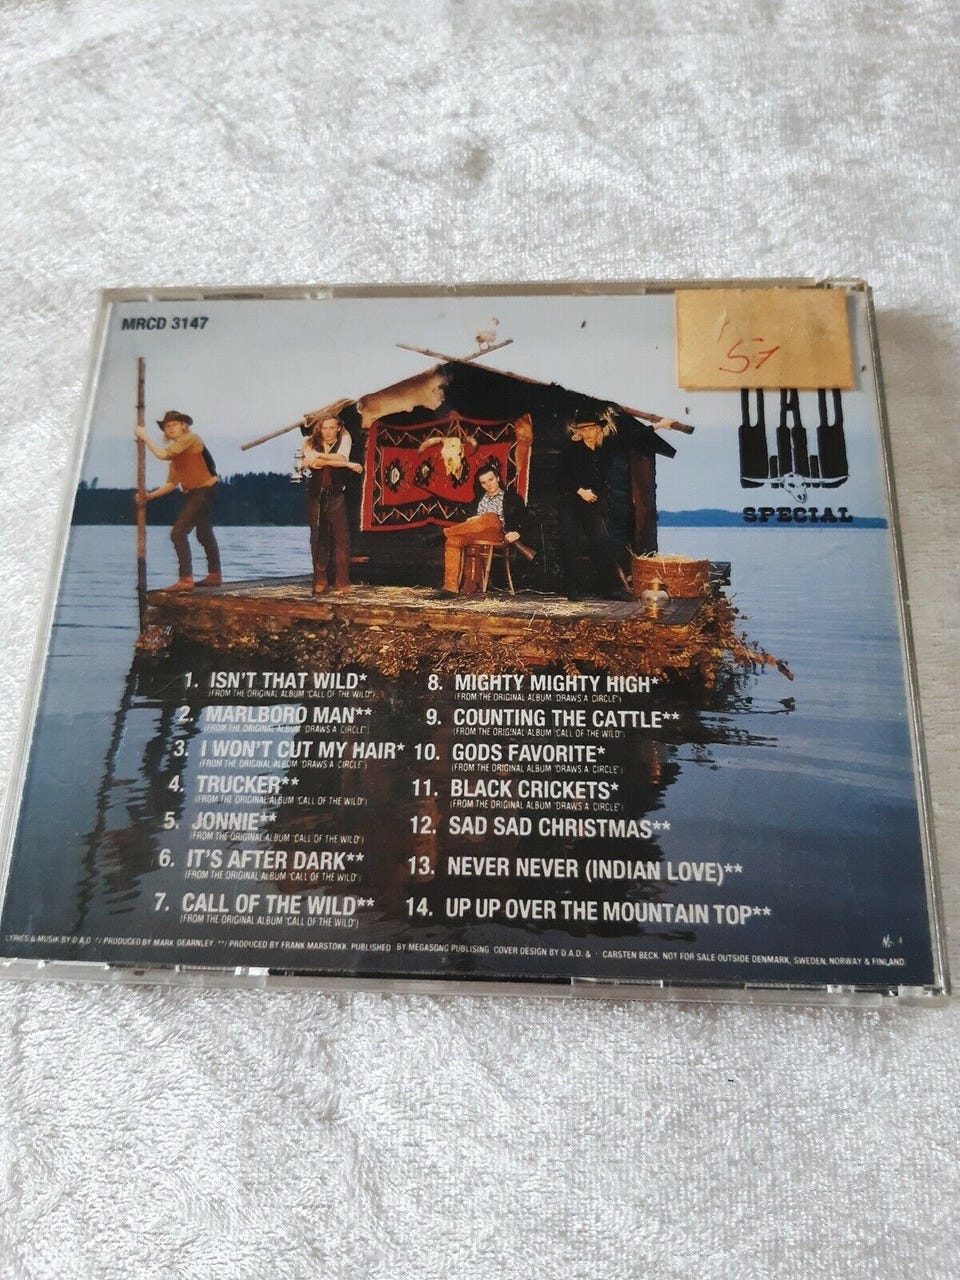 MRCD 3147
57
D.A.D
SPECIAL
1. ISN'T THAT WILD*
(FROM THE ORIGINAL ALBUM "CALL OF THE WILD")
2. MARLBORO MAN**
(FROM THE ORIGINAL ALBUM "DRAWS A CIRCLE")
3. I WON'T CUT MY HAIR*
(FROM THE ORIGINAL ALBUM "DRAWS A CIRCLE")
4. TRUCKER**
(FROM THE ORIGINAL ALBUM "CALL OF THE WILD")
5. JONNIE**
(FROM THE ORIGINAL ALBUM "CALL OF THE WILD")
6. IT'S AFTER DARK**
(FROM THE ORIGINAL ALBUM "CALL OF THE WILD")
7. CALL OF THE WILD**
(FROM THE ORIGINAL ALBUM "CALL OF THE WILD")
8. MIGHTY MIGHTY HIGH*
(FROM THE ORIGINAL ALBUM "DRAWS A CIRCLE")
9. COUNTING THE CATTLE**
(FROM THE ORIGINAL ALBUM "CALL OF THE WILD")
10. GODS FAVORITE*
(FROM THE ORIGINAL ALBUM "DRAWS A CIRCLE")
11. BLACK CRICKETS*
(FROM THE ORIGINAL ALBUM "DRAWS A CIRCLE")
12. SAD SAD CHRISTMAS**
13. NEVER NEVER (INDIAN LOVE)**
14. UP UP OVER THE MOUNTAIN TOP**
LYRICS & MUSIK BY D.A.D. */ PRODUCED BY MARK DEARNLEY. **/ PRODUCED BY FRANK MARSTOKK. PUBLISHED BY MEGASONG PUBLISING. COVER DESIGN BY D.A.D. & CARSTEN BECK. NOT FOR SALE OUTSIDE DENMARK, SWEDEN, NORWAY & FINLAND.